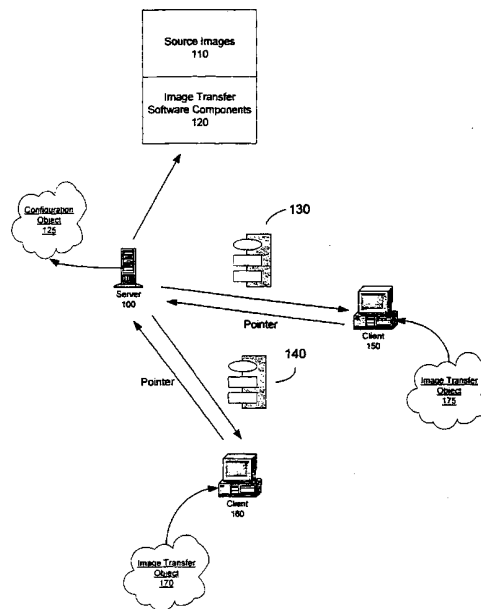 Source Images
110
Image Transfer
Software Components
120
Configuration
Object
125
130
Server
100
Pointer
Client
150
140
Pointer
Image Transfer
Object
175
Client
160
Image Transfer
Object
170